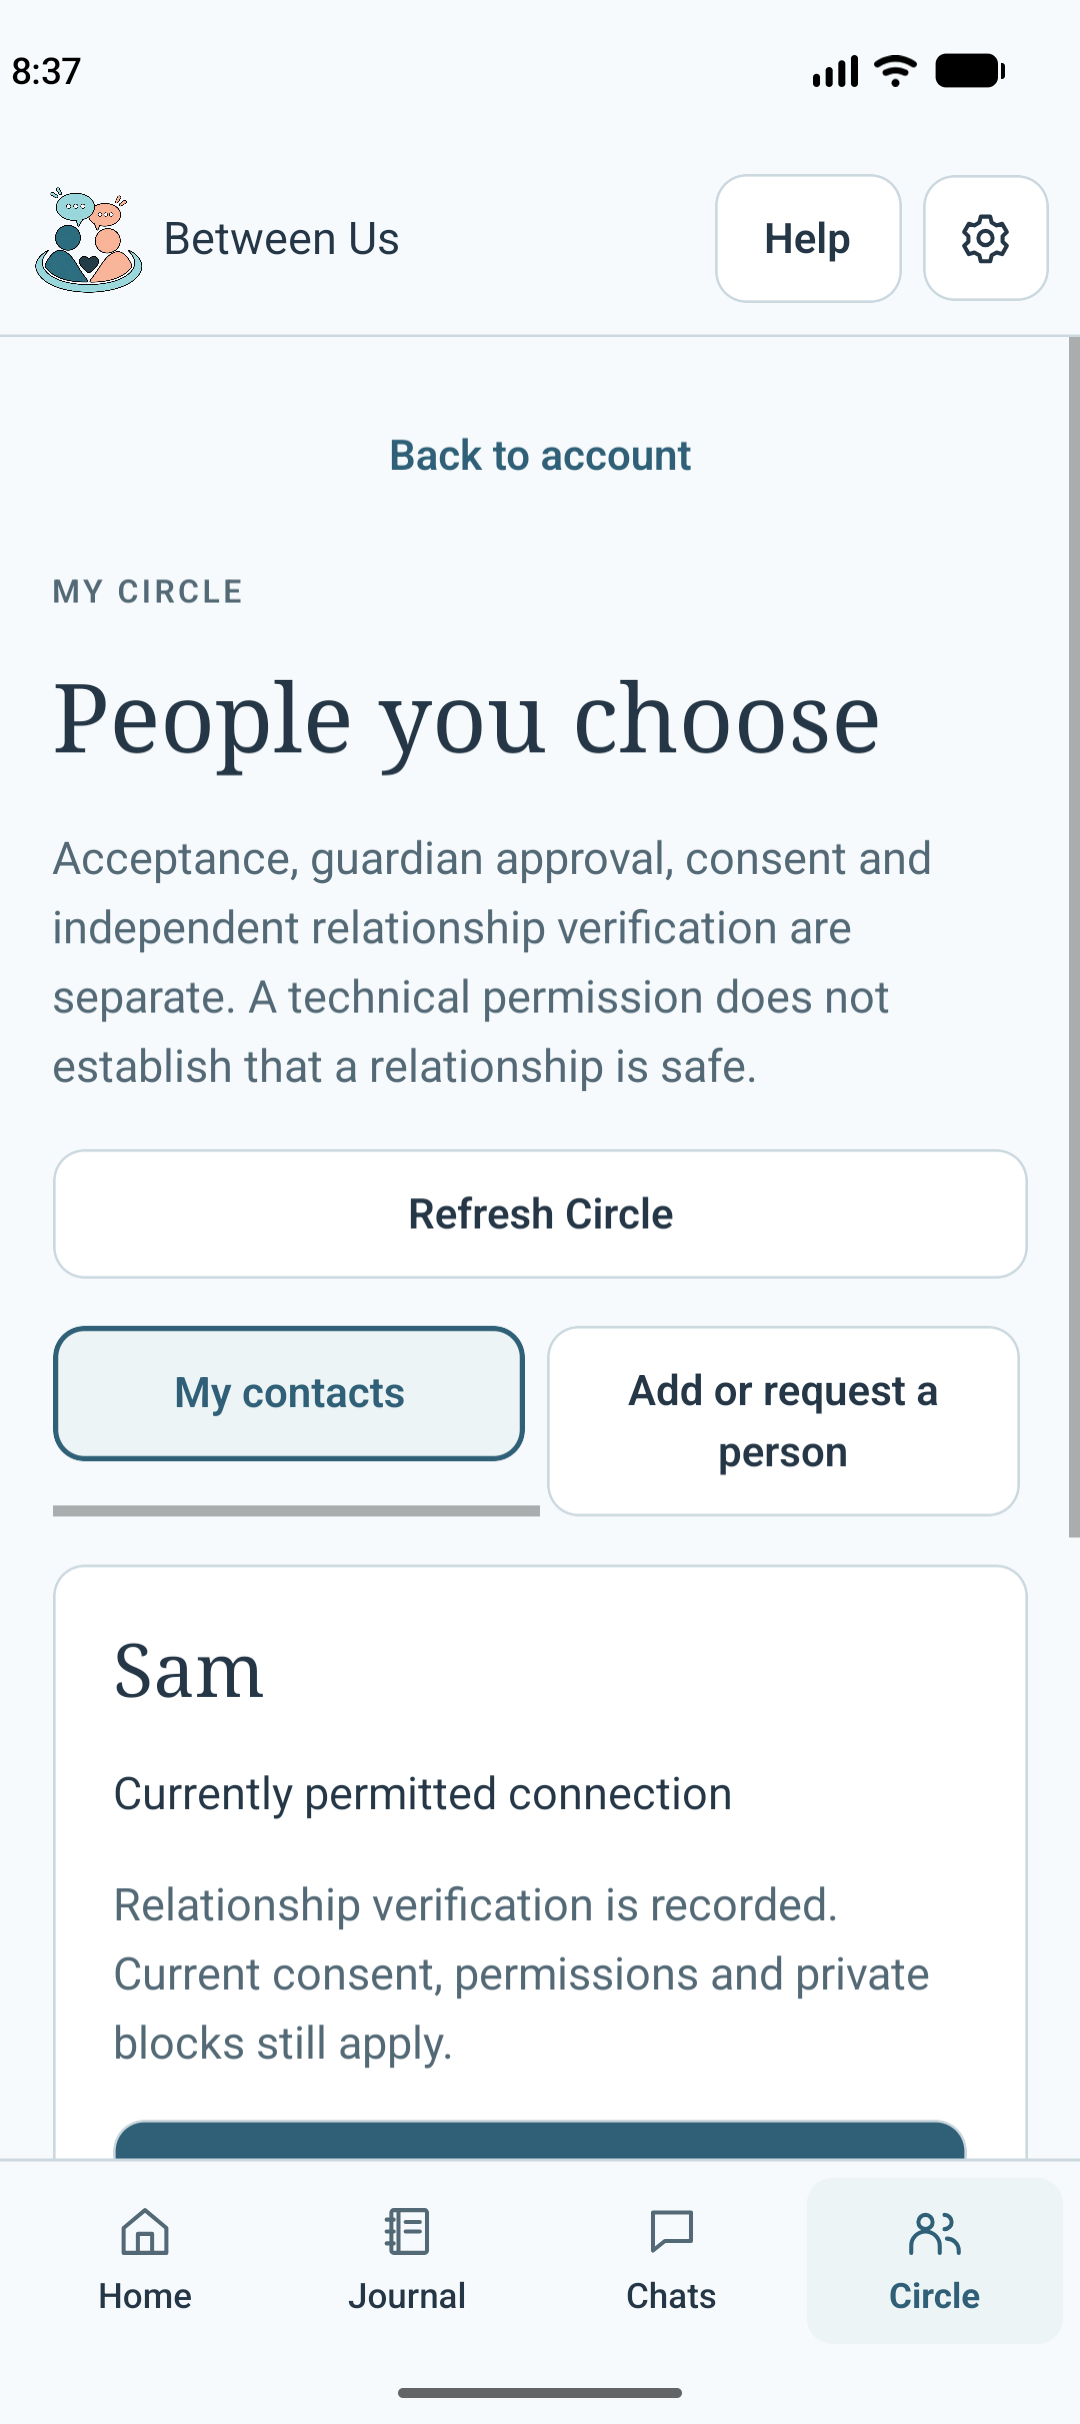 8:37
Between Us
Help
Back to account
MY CIRCLE
People you choose
Acceptance, guardian approval, consent and
independent relationship verification are
separate. A technical permission does not
establish that a relationship is safe.
Refresh Circle
My contacts
Add or request a
person
Sam
Currently permitted connection
Relationship verification is recorded.
Current consent, permissions and private
blocks still apply.
Home
Journal
Chats
Circle